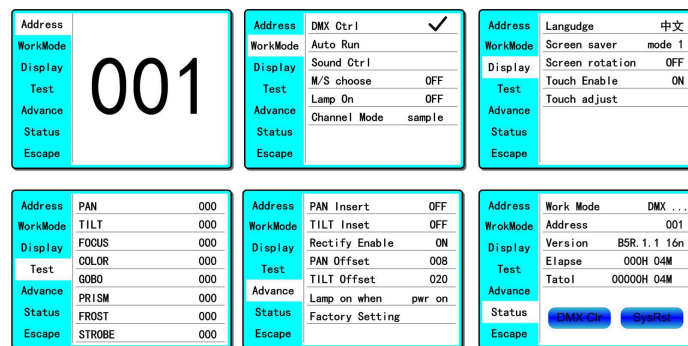 Address
WorkMode
Display
Test
Advance
Status
Escape
001
Address
WorkMode
Display
Test
Advance
Status
Escape
DMX Ctrl ✓
Auto Run
Sound Ctrl
M/S choose OFF
Lamp On OFF
Channel Mode sample
Address
WorkMode
Display
Test
Advance
Status
Escape
Langudge 中文
Screen saver mode 1
Screen rotation OFF
Touch Enable ON
Touch adjust
Address
WorkMode
Display
Test
Advance
Status
Escape
PAN 000
TILT 000
FOCUS 000
COLOR 000
GOBO 000
PRISM 000
FROST 000
STROBE 000
Address
WorkMode
Display
Test
Advance
Status
Escape
PAN Insert OFF
TILT Inset OFF
Rectify Enable ON
PAN Offset 008
TILT Offset 020
Lamp on when pwr on
Factory Setting
Address
WrokMode
Display
Test
Advance
Status
Escape
Work Mode DMX ...
Address 001
Version B5R.1.1 16n
Elapse 000H 04M
Tatol 00000H 04M
DMX Clr SysRst